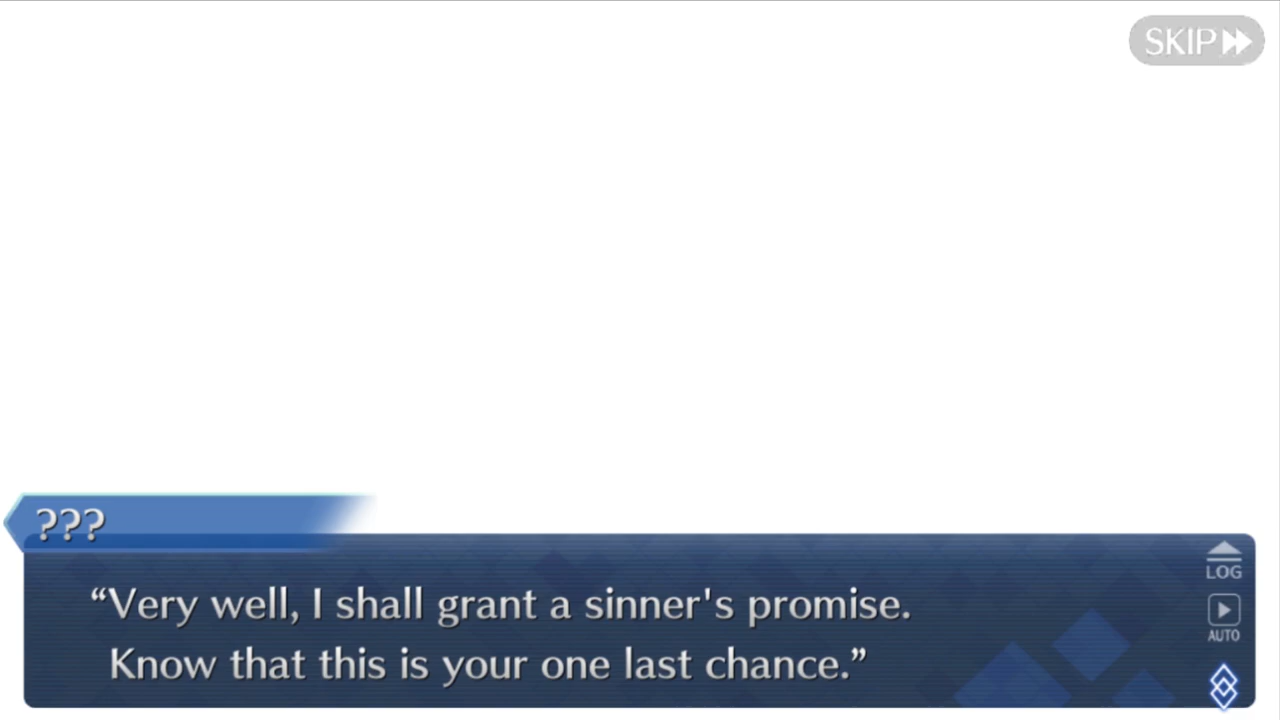 SKIP
???
“Very well, I shall grant a sinner's promise.
Know that this is your one last chance.”
LOG
AUTO